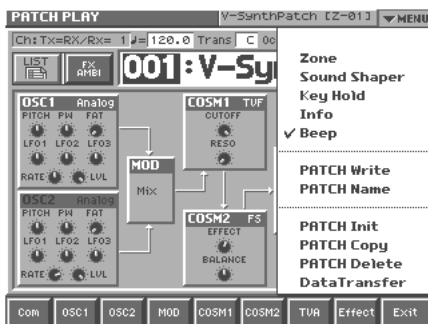 PATCH PLAY V-SynthPatch [Z-01] ▼MENU
Ch:Tx=RX/Rx= 1 ♩= 120.0 Trans C Oc
LIST FX AMBI 001:V-Sy
Zone
Sound Shaper
Key Hold
Info
✓ Beep
PATCH Write
PATCH Name
PATCH Init
PATCH Copy
PATCH Delete
DataTransfer
OSC1 Analog
PITCH PW FAT
LFO1 LFO2 LFO3
RATE LVL
OSC2 Analog
PITCH PW FAT
LFO1 LFO2 LFO3
RATE LVL
MOD
Mix
COSM1 TVF
CUTOFF
RESO
COSM2 FS
EFFECT
BALANCE
Com OSC1 OSC2 MOD COSM1 COSM2 TVA Effect Exit